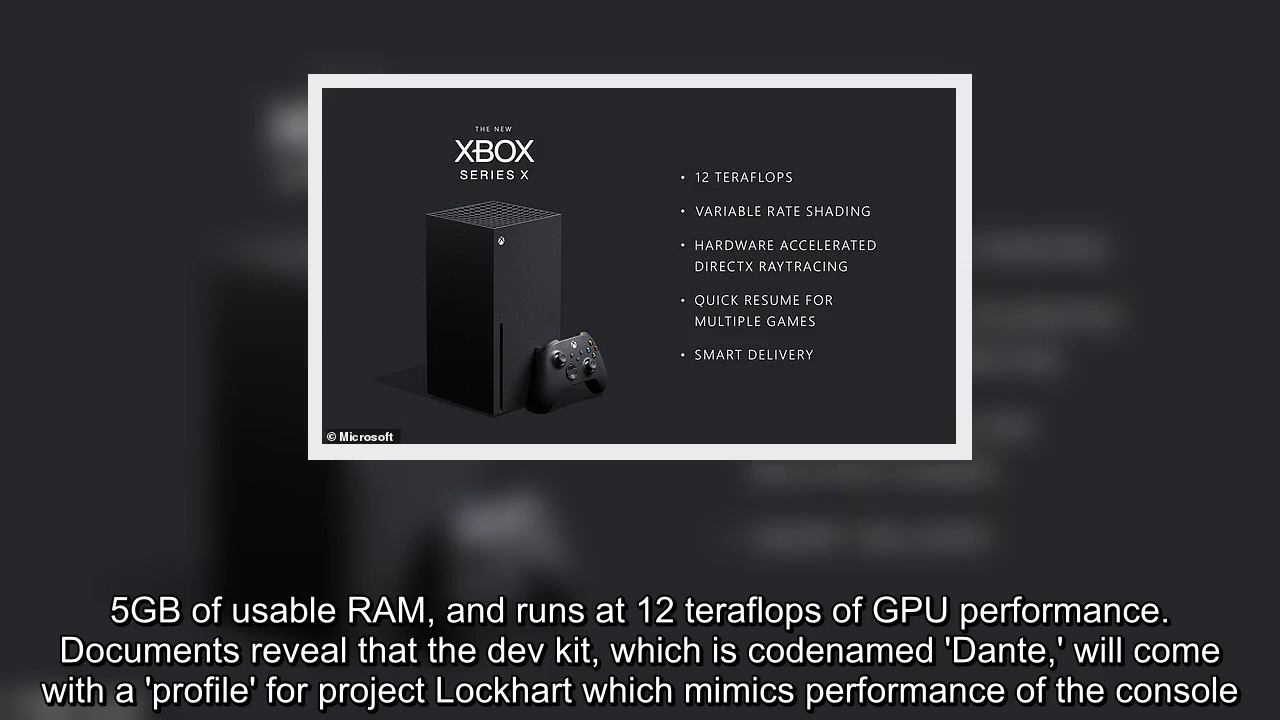 THE NEW
XBOX
SERIES X
• 12 TERAFLOPS
• VARIABLE RATE SHADING
• HARDWARE ACCELERATED
DIRECTX RAYTRACING
• QUICK RESUME FOR
MULTIPLE GAMES
• SMART DELIVERY
© Microsoft
5GB of usable RAM, and runs at 12 teraflops of GPU performance.
Documents reveal that the dev kit, which is codenamed 'Dante,' will come
with a 'profile' for project Lockhart which mimics performance of the console